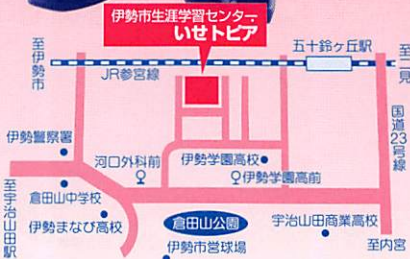 伊勢市生涯学習センター
いせトピア
五十鈴ヶ丘駅
至伊勢市
JR参宮線
至二見
国道23号線
伊勢警察署
河口外科前
伊勢学園高校
伊勢学園高前
倉田山中学校
伊勢まなび高校
倉田山公園
宇治山田商業高校
至宇治山田駅
伊勢市営球場
至内宮